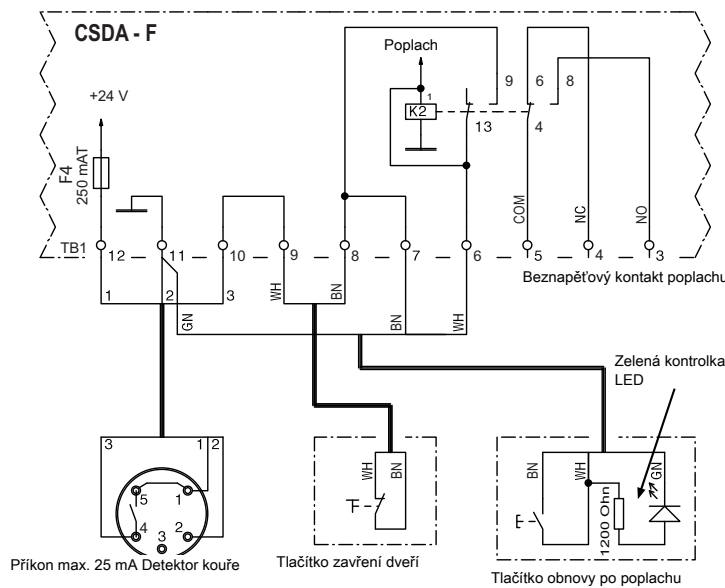 CSDA - F
Poplach
+24 V
F4
250 mAT
K2
1
13
9
6
8
4
COM
NC
NO
TB1
12
11
10
9
8
7
6
5
4
3
Beznapěťový kontakt poplachu
1
2
3
GN
WH
BN
BN
WH
Zelená kontrolka
LED
3
1
2
5
1
4
3
2
WH
BN
BN
WH
GN
1200 Ohn
Příkon max. 25 mA Detektor kouře
Tlačítko zavření dveří
Tlačítko obnovy po poplachu